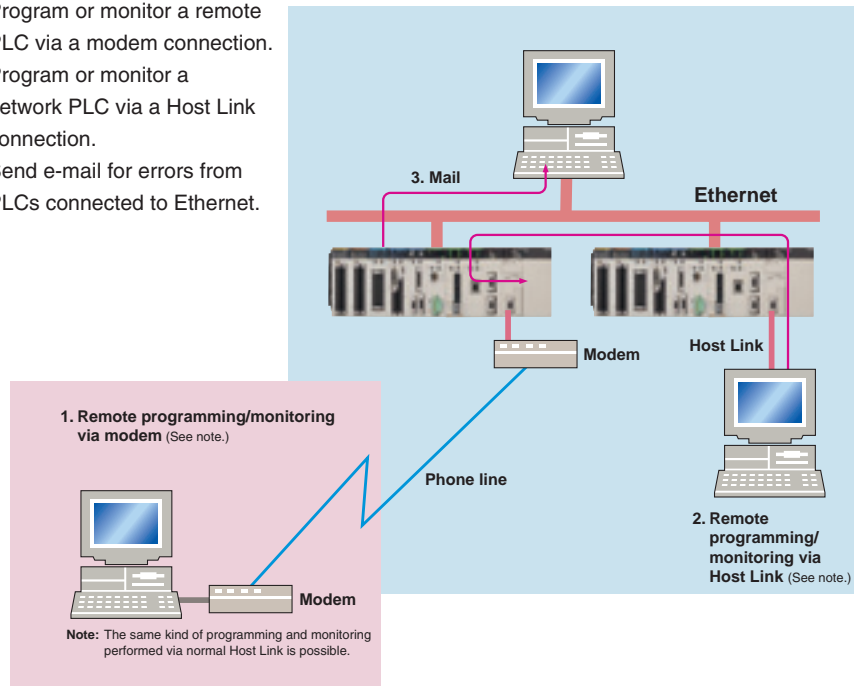 Program or monitor a remote
PLC via a modem connection.
Program or monitor a
network PLC via a Host Link
connection.
Send e-mail for errors from
PLCs connected to Ethernet.
3. Mail
Ethernet
Modem
Host Link
1. Remote programming/monitoring
via modem (See note.)
Phone line
2. Remote
programming/
monitoring via
Host Link (See note.)
Modem
Note: The same kind of programming and monitoring
performed via normal Host Link is possible.